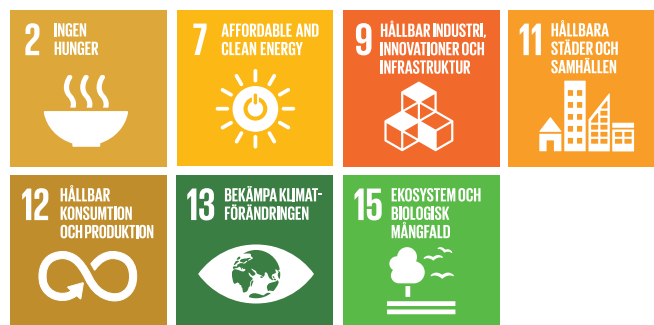 2 INGEN
HUNGER
7 AFFORDABLE AND
CLEAN ENERGY
9 HÅLLBAR INDUSTRI,
INNOVATIONER OCH
INFRASTRUKTUR
11 HÅLLBARA
STÄDER OCH
SAMHÄLLEN
12 HÅLLBAR
KONSUMTION
OCH PRODUKTION
13 BEKÄMPA KLIMAT-
FÖRÄNDRINGEN
15 EKOSYSTEM OCH
BIOLOGISK
MÅNGFALD